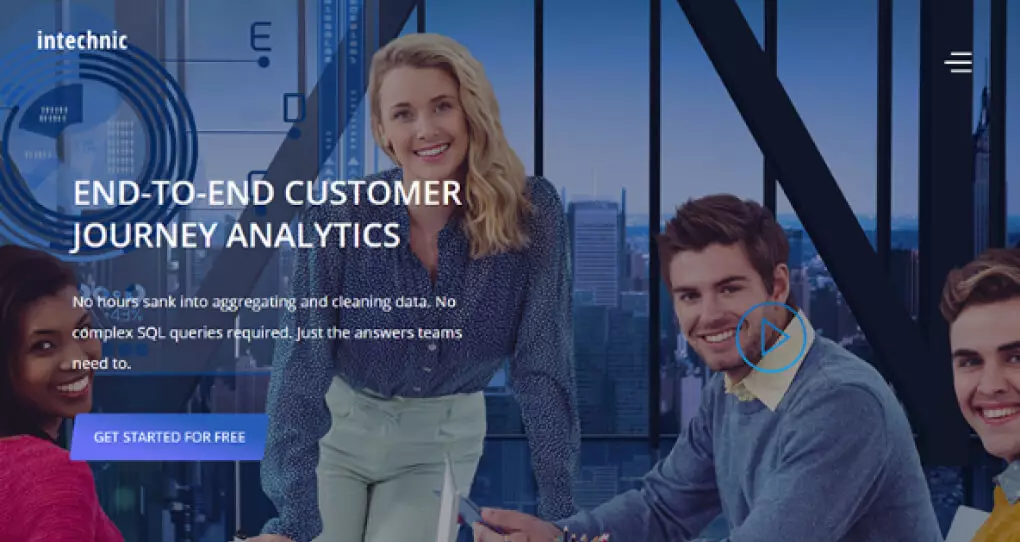 intechnic
E
D
END-TO-END CUSTOMER
JOURNEY ANALYTICS
No hours sank into aggregating and cleaning data. No
complex SQL queries required. Just the answers teams
need to.
GET STARTED FOR FREE